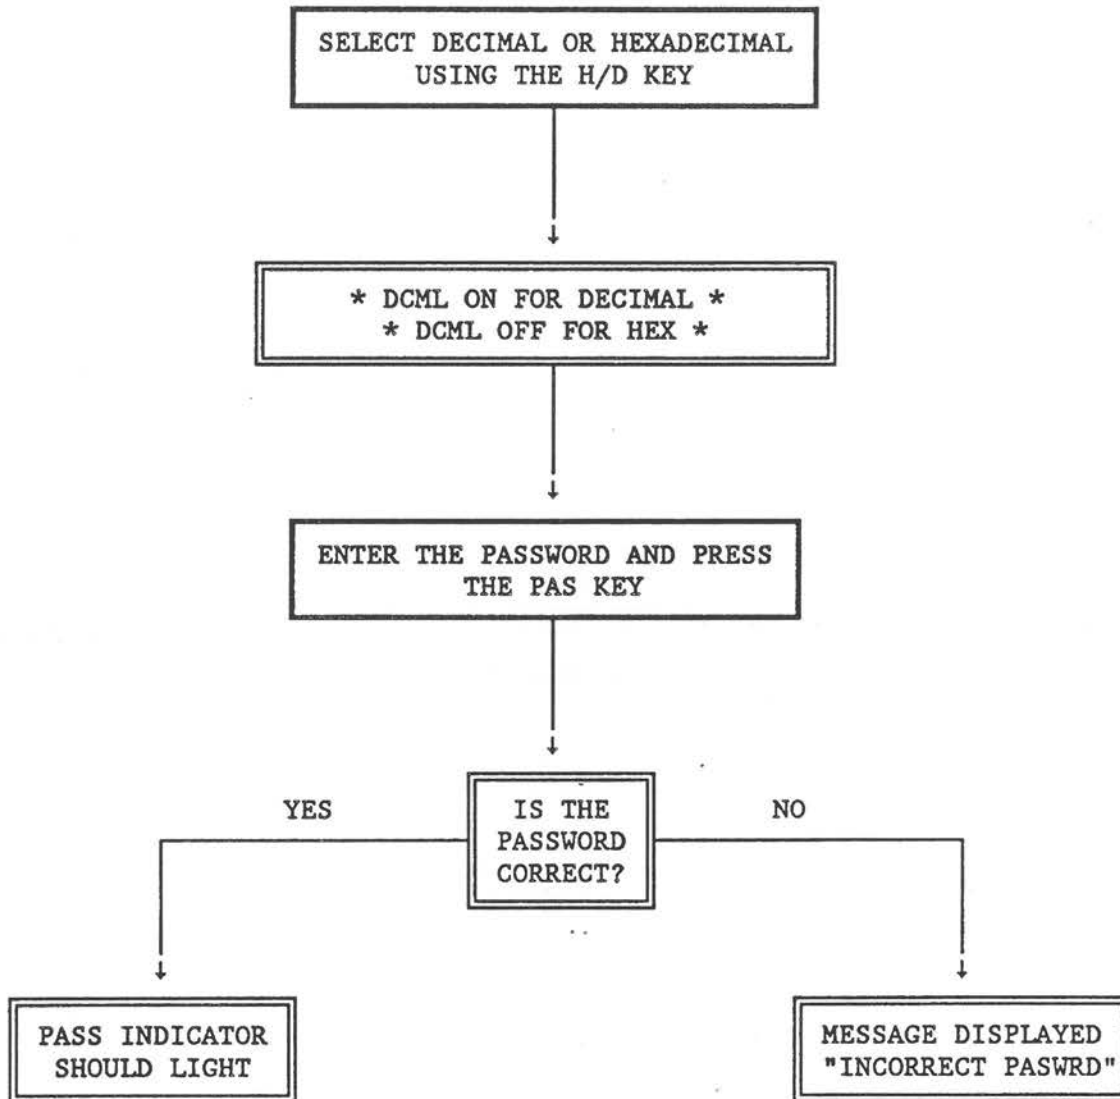 SELECT DECIMAL OR HEXADECIMAL
USING THE H/D KEY
* DCML ON FOR DECIMAL *
* DCML OFF FOR HEX *
ENTER THE PASSWORD AND PRESS
THE PAS KEY
IS THE
PASSWORD
CORRECT?
YES
NO
PASS INDICATOR
SHOULD LIGHT
MESSAGE DISPLAYED
"INCORRECT PASWRD"